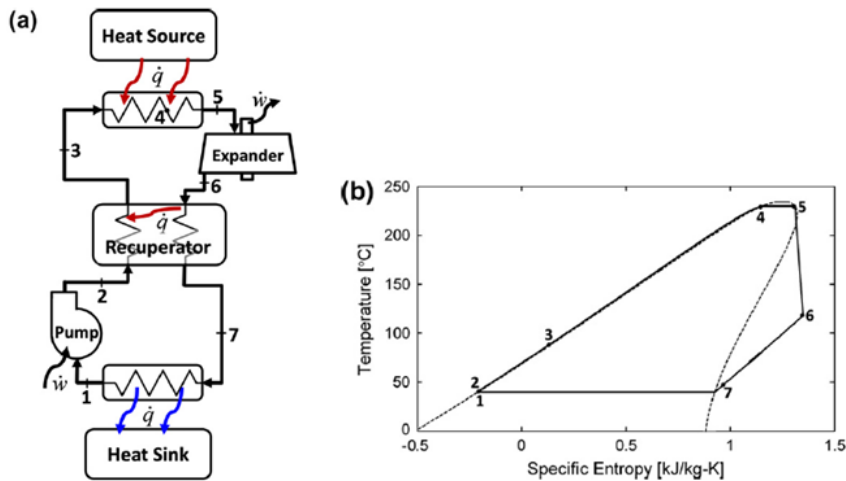 (a)
Heat Source
q̇
5
ẇ
4
3
Expander
6
q̇
Recuperator
2
Pump
7
ẇ
1
q̇
Heat Sink
(b)
250
200
150
100
50
0
Temperature [°C]
4
5
6
3
2
1
7
-0.5
0
0.5
1
1.5
Specific Entropy [kJ/kg-K]